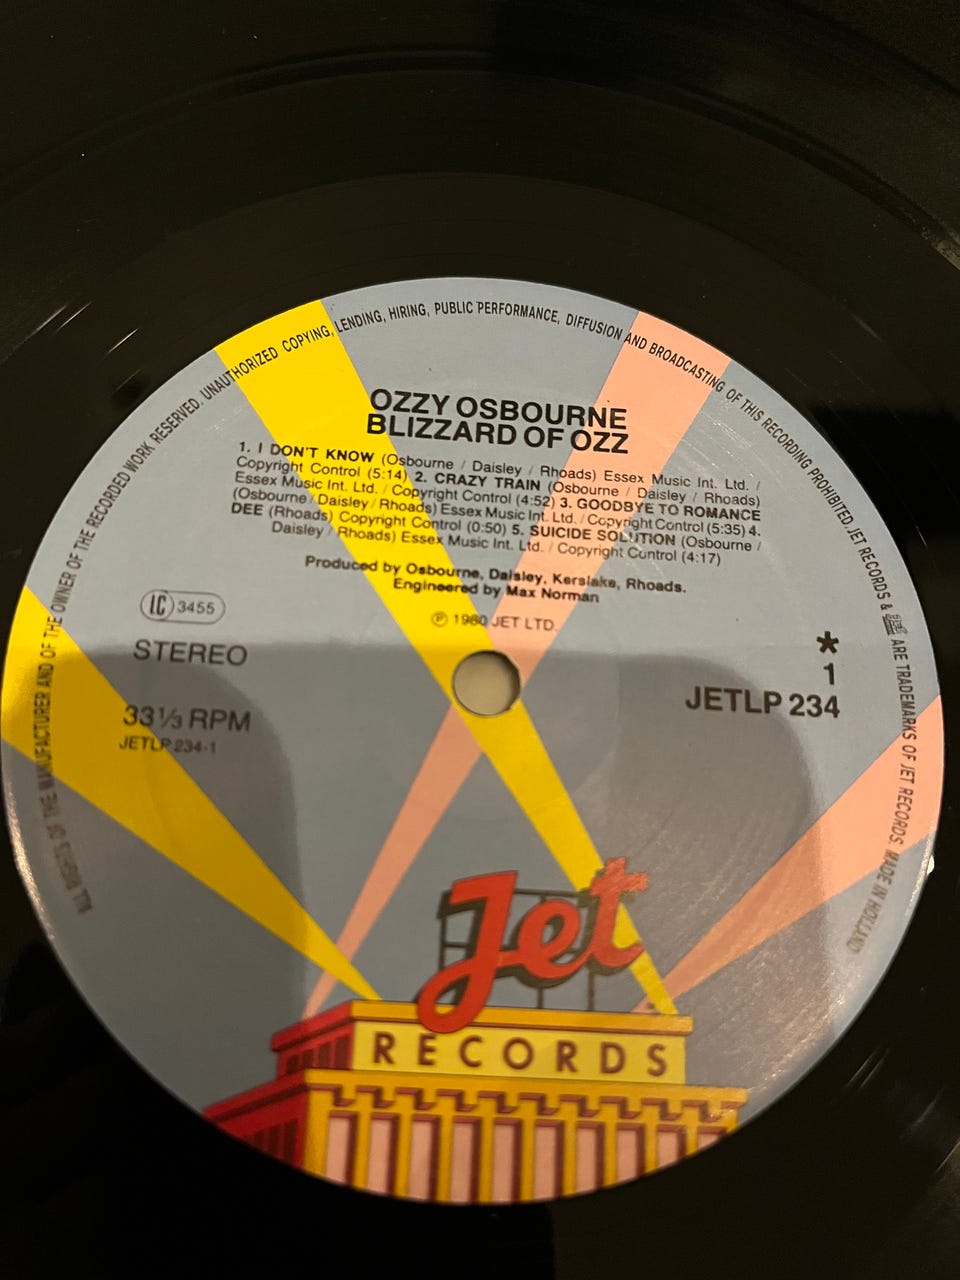 ALL RIGHTS OF THE MANUFACTURER AND OF THE OWNER OF THE RECORDED WORK RESERVED. UNAUTHORIZED COPYING, LENDING, HIRING, PUBLIC PERFORMANCE, DIFFUSION AND BROADCASTING OF THIS RECORDING PROHIBITED. JET RECORDS & ARE TRADEMARKS OF JET RECORDS. MADE IN HOLLAND
OZZY OSBOURNE
BLIZZARD OF OZZ
1. I DON'T KNOW (Osbourne / Daisley / Rhoads) Essex Music Int. Ltd. /
Copyright Control (5:14) 2. CRAZY TRAIN (Osbourne / Daisley / Rhoads)
Essex Music Int. Ltd. / Copyright Control (4:52) 3. GOODBYE TO ROMANCE
(Osbourne / Daisley / Rhoads) Essex Music Int. Ltd. / Copyright Control (5:35) 4.
DEE (Rhoads) Copyright Control (0:50) 5. SUICIDE SOLUTION (Osbourne /
Daisley / Rhoads) Essex Music Int. Ltd. / Copyright Control (4:17)
Produced by Osbourne, Daisley, Kerslake, Rhoads.
Engineered by Max Norman
℗ 1980 JET LTD.
LC 3455
STEREO
33 1/3 RPM
JETLP 234-1
*
1
JETLP 234
Jet
RECORDS